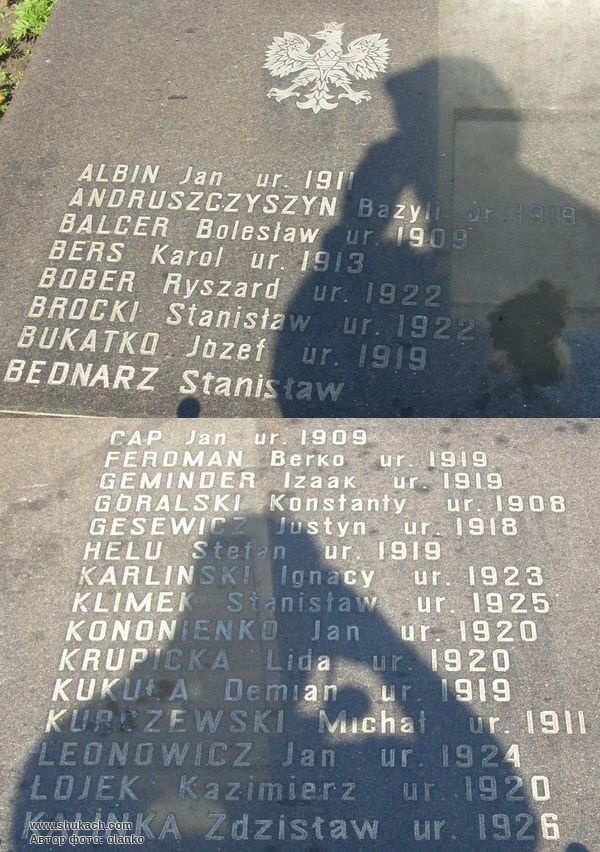 ALBIN Jan ur. 1911
ANDRUSZCZYSZYN Bazyli ur. 1919
BALCER Bolesław ur. 1909
BERS Karol ur. 1913
BOBER Ryszard ur. 1922
BROCKI Stanisław ur. 1922
BUKATKO Józef ur. 1919
BEDNARZ Stanisław
CAP Jan ur. 1909
FERDMAN Berko ur. 1919
GEMINDER Izaak ur. 1919
GÓRALSKI Konstanty ur. 1908
GESEWICZ Justyn ur. 1918
HELU Stefan ur. 1919
KARLIŃSKI Ignacy ur. 1923
KLIMEK Stanisław ur. 1925
KONONIENKO Jan ur. 1920
KRUPICKA Lida ur. 1920
KUKUŁA Demian ur. 1919
KUPCZEWSKI Michał ur. 1911
LEONOWICZ Jan ur. 1924
ŁOJEK Kazimierz ur. 1920
Zdzisław ur. 1926
www.shukach.com
Автор фото: olanko